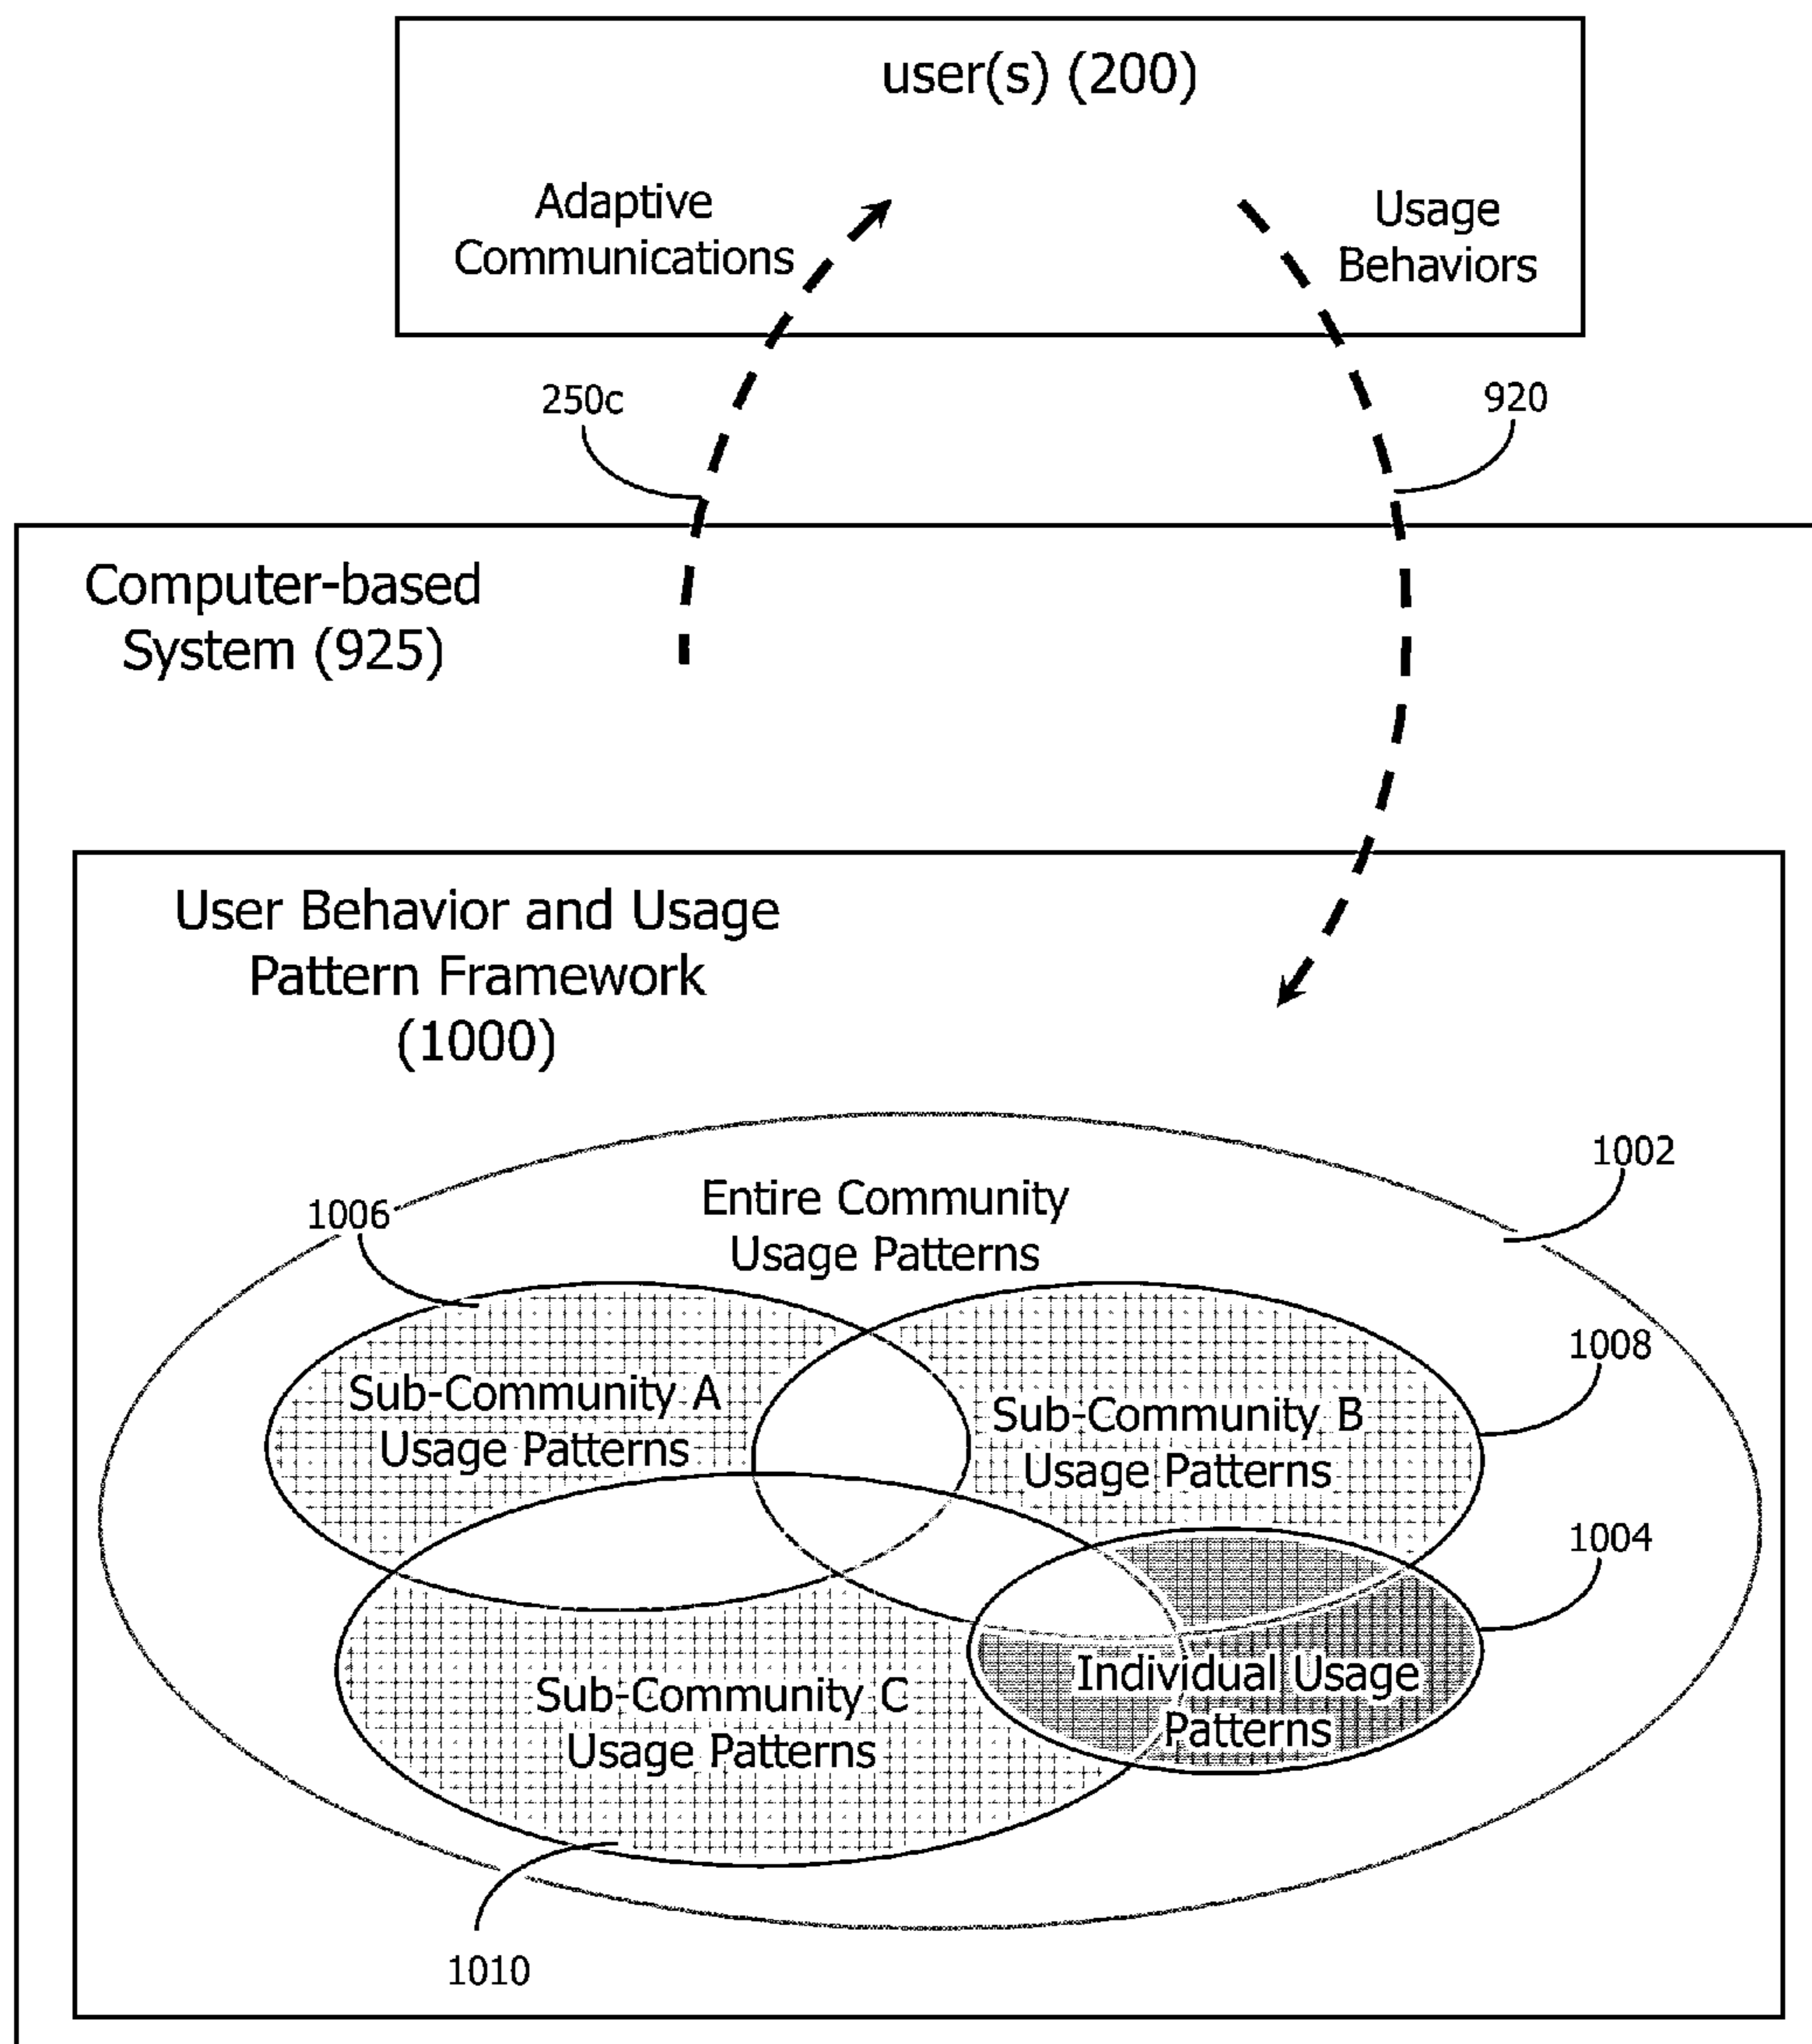 user(s) (200)
Adaptive
Communications
Usage
Behaviors
250c
920
Computer-based
System (925)
User Behavior and Usage
Pattern Framework
(1000)
1002
1006
Entire Community
Usage Patterns
1008
Sub-Community A
Usage Patterns
Sub-Community B
Usage Patterns
1004
Individual Usage
Patterns
Sub-Community C
Usage Patterns
1010